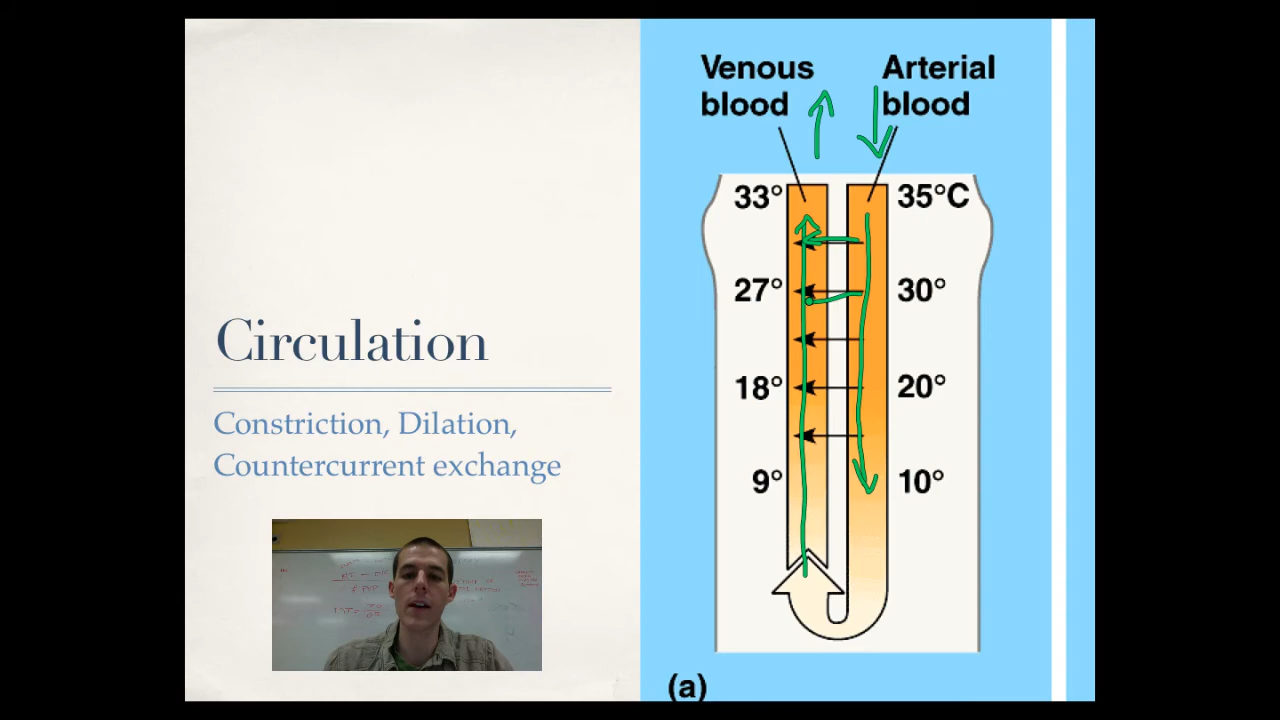 Circulation
Constriction, Dilation,
Countercurrent exchange
Venous
blood
Arterial
blood
33° 35°C
27° 30°
18° 20°
9° 10°
(a)